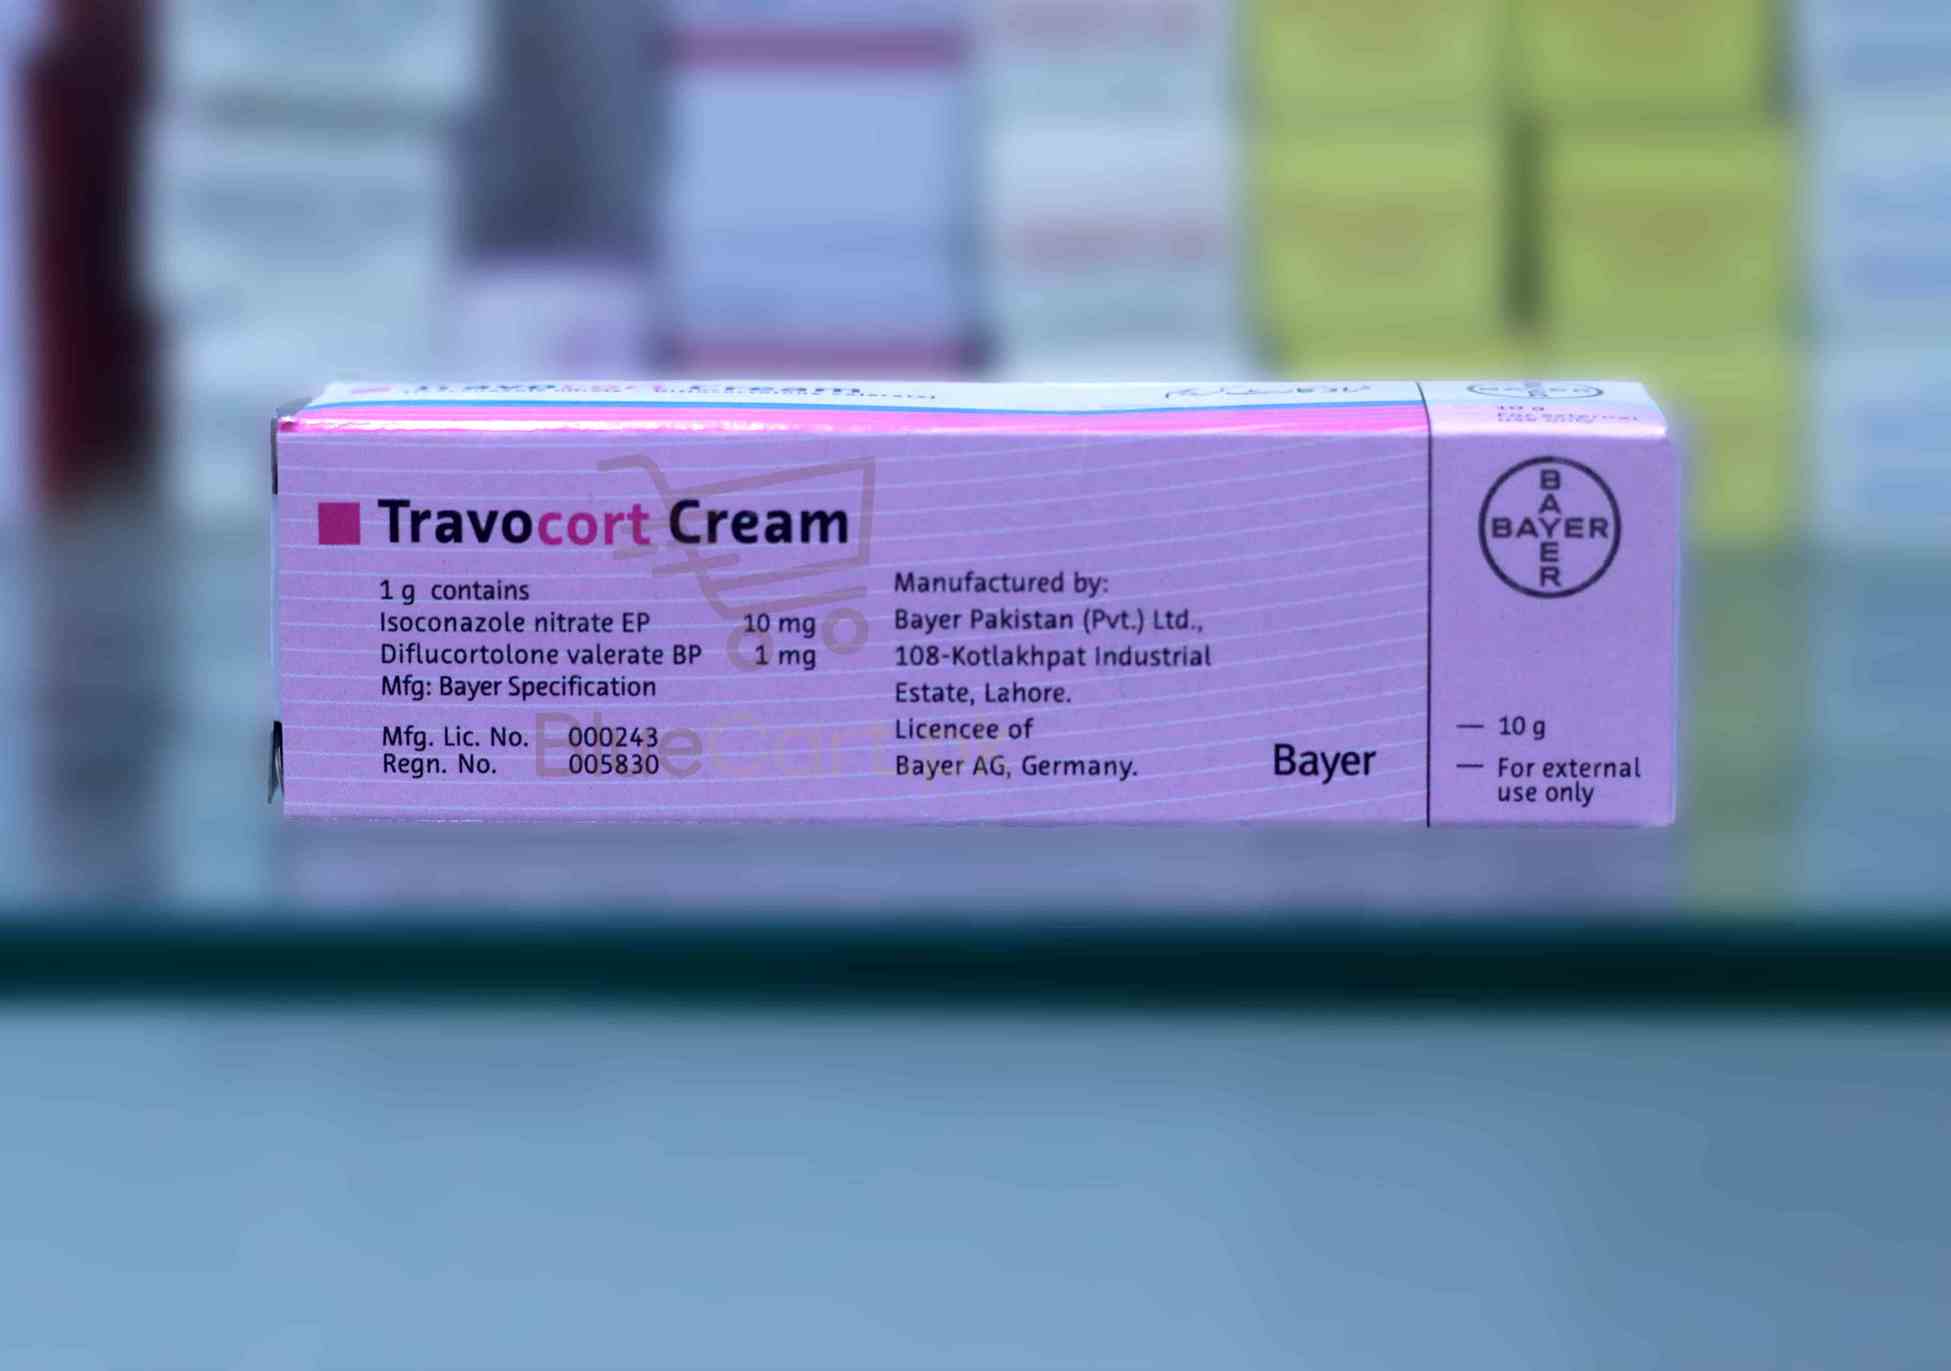 Travocort Cream
1 g contains
Isoconazole nitrate EP 10 mg
Diflucortolone valerate BP 1 mg
Mfg: Bayer Specification
Mfg. Lic. No. 000243
Regn. No. 005830
Manufactured by:
Bayer Pakistan (Pvt.) Ltd.,
108-Kotlakhpat Industrial
Estate, Lahore.
Licencee of
Bayer AG, Germany.
Bayer
BAYER
BAYER
— 10 g
— For external
use only